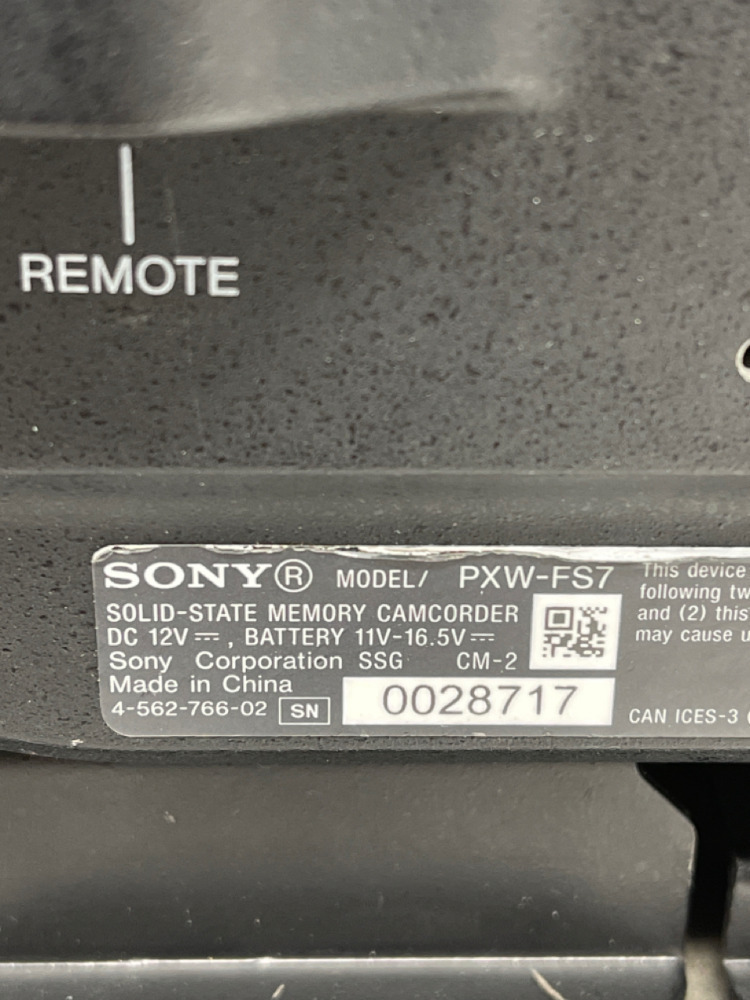 REMOTE
SONY® MODEL/ PXW-FS7
SOLID-STATE MEMORY CAMCORDER
DC 12V⎓, BATTERY 11V-16.5V⎓
Sony Corporation SSG CM-2
Made in China
4-562-766-02 SN 0028717
This device
following tw
and (2) this
may cause u
CAN ICES-3 (